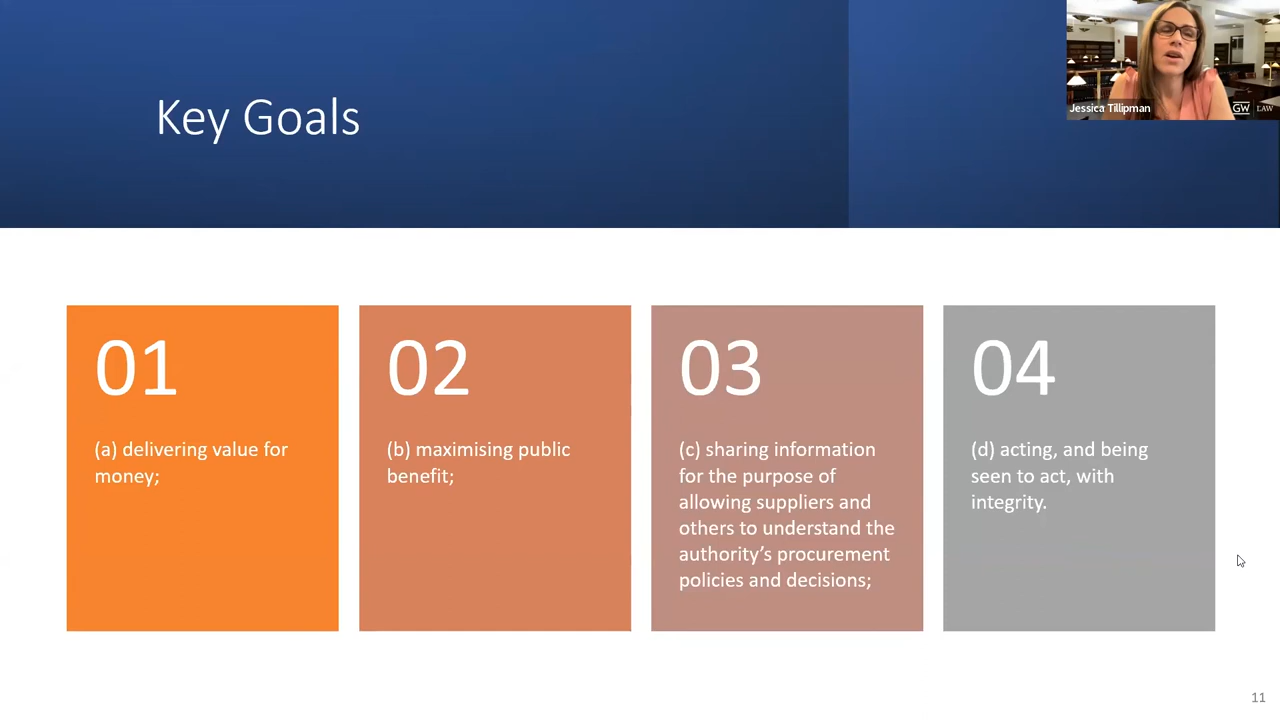 Key Goals
Jessica Tillipman
GW LAW
01
(a) delivering value for
money;
02
(b) maximising public
benefit;
03
(c) sharing information
for the purpose of
allowing suppliers and
others to understand the
authority’s procurement
policies and decisions;
04
(d) acting, and being
seen to act, with
integrity.
11